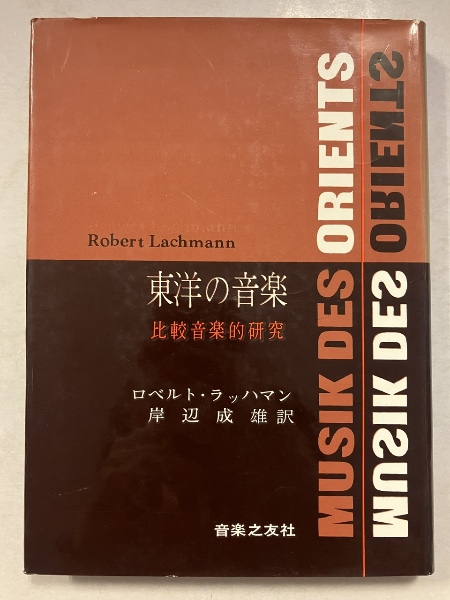 Robert Lachmann
東洋の音楽
比較音楽的研究
ロベルト・ラッハマン
岸辺成雄訳
音楽之友社
MUSIK DES ORIENTS
MUSIK DES ORIENTS